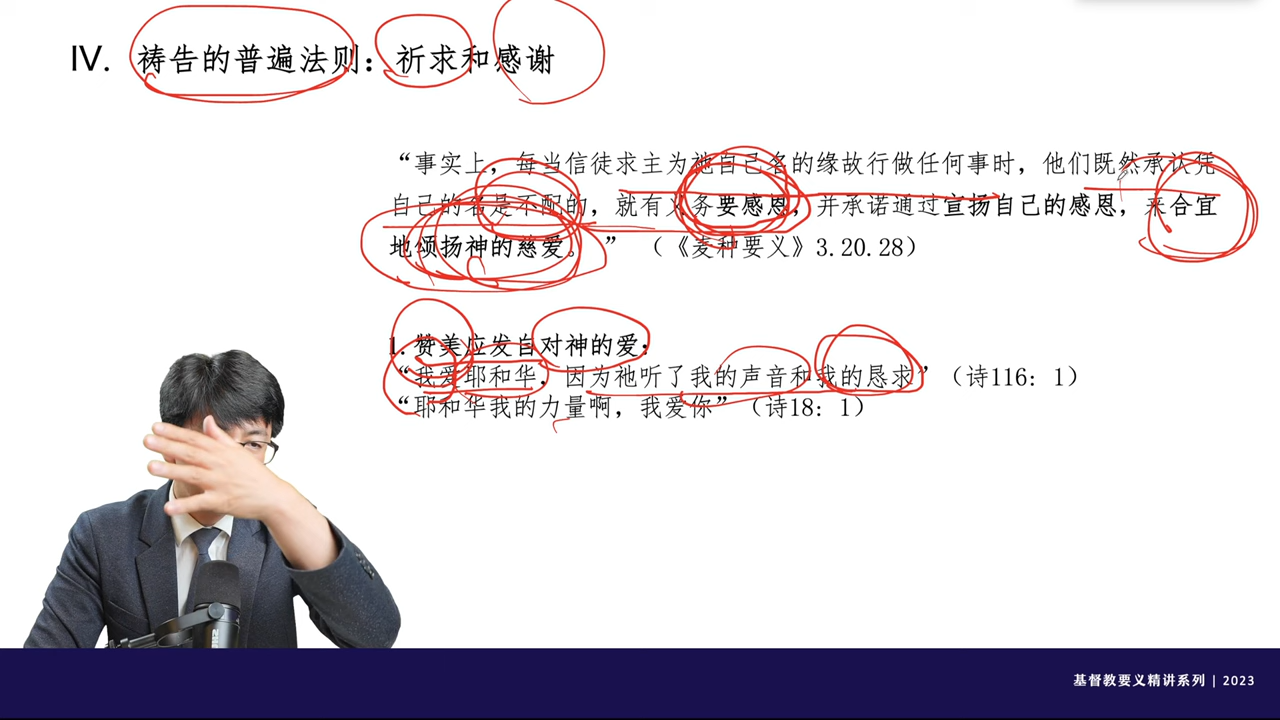 IV. 祷告的普遍法则：祈求和感谢
“事实上，每当信徒求主为祂自己名的缘故行做任何事时，他们既然承认凭
自己的名是不配的，就有义务要感恩，并承诺通过宣扬自己的感恩，来合宜
地颂扬神的慈爱。”（《麦种要义》3.20.28）
1.赞美应发自对神的爱：
“我爱耶和华，因为祂听了我的声音和我的恳求”（诗116：1）
“耶和华我的力量啊，我爱你”（诗18：1）
基督教要义精讲系列 | 2023